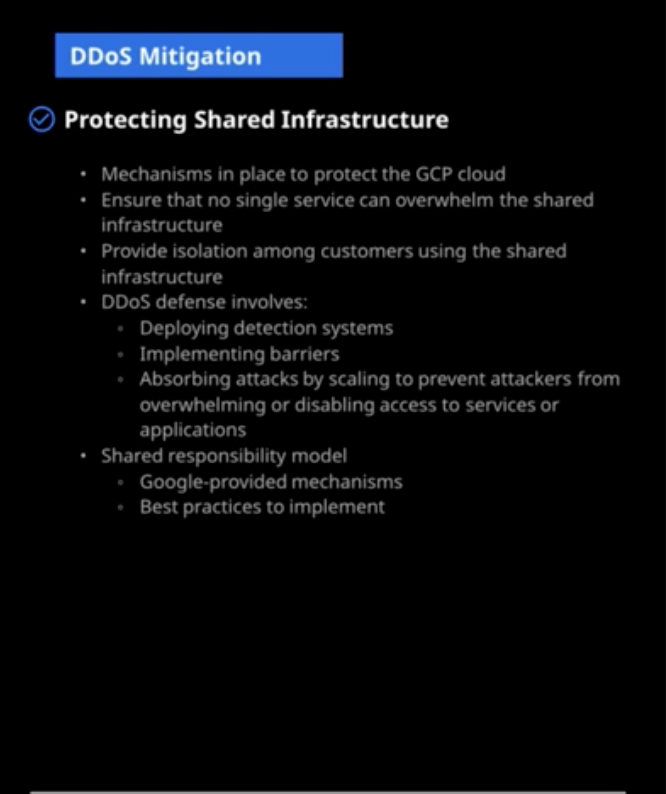 DDoS Mitigation
Protecting Shared Infrastructure
• Mechanisms in place to protect the GCP cloud
• Ensure that no single service can overwhelm the shared
infrastructure
• Provide isolation among customers using the shared
infrastructure
• DDoS defense involves:
◦ Deploying detection systems
◦ Implementing barriers
◦ Absorbing attacks by scaling to prevent attackers from
overwhelming or disabling access to services or
applications
• Shared responsibility model
◦ Google-provided mechanisms
◦ Best practices to implement